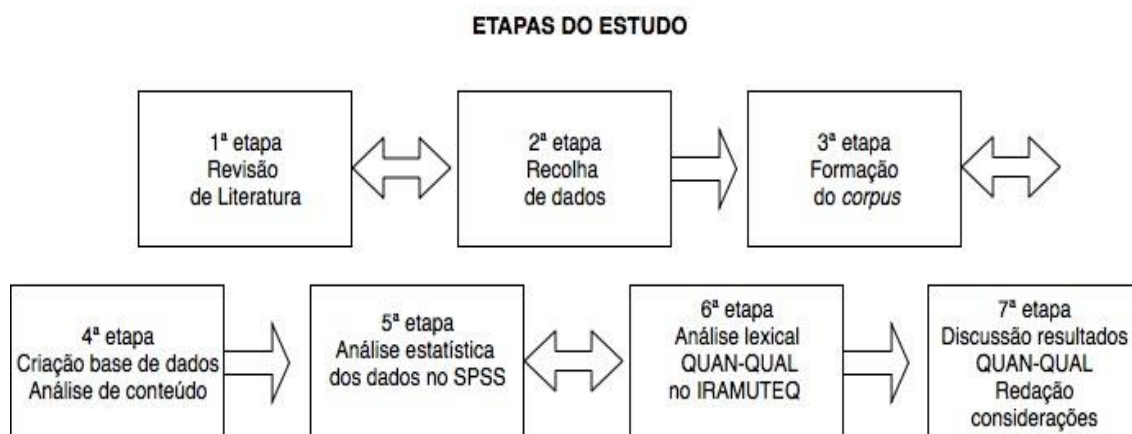 ETAPAS DO ESTUDO
1ª etapa
Revisão
de Literatura
2ª etapa
Recolha
de dados
3ª etapa
Formação
do corpus
4ª etapa
Criação base de dados
Análise de conteúdo
5ª etapa
Análise estatística
dos dados no SPSS
6ª etapa
Análise lexical
QUAN-QUAL
no IRAMUTEQ
7ª etapa
Discussão resultados
QUAN-QUAL
Redação
considerações